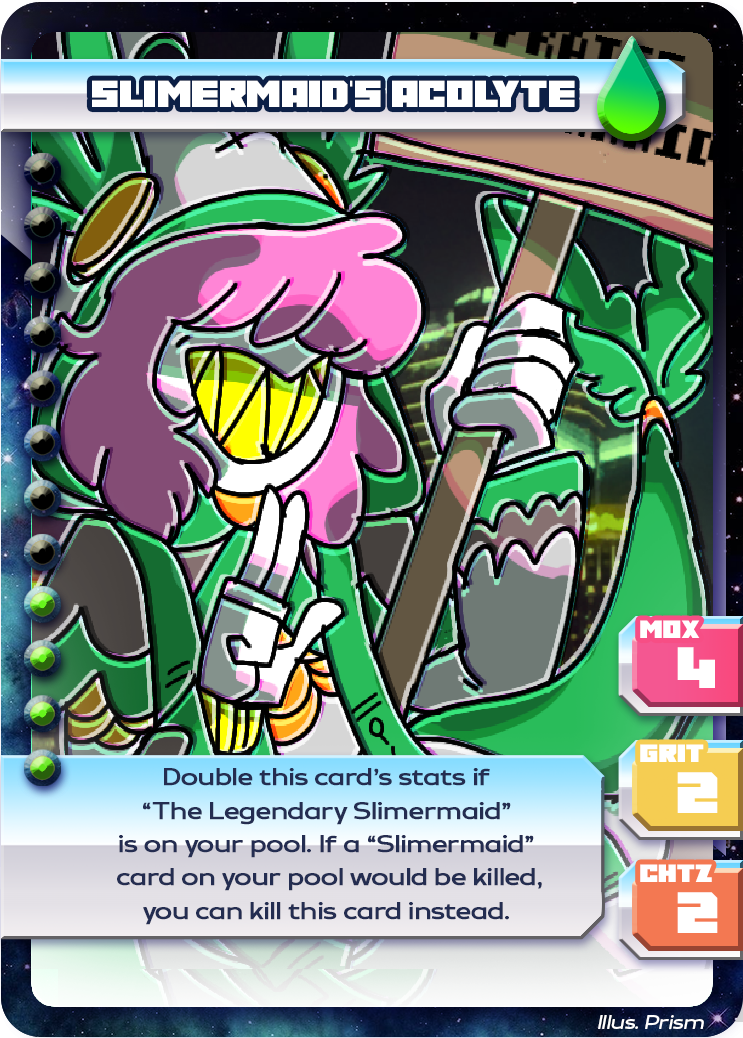 SLIMERMAID'S ACOLYTE
MOX
4
GRIT
2
CHTZ
2
Double this card's stats if
“The Legendary Slimermaid”
is on your pool. If a “Slimermaid”
card on your pool would be killed,
you can kill this card instead.
Illus. Prism